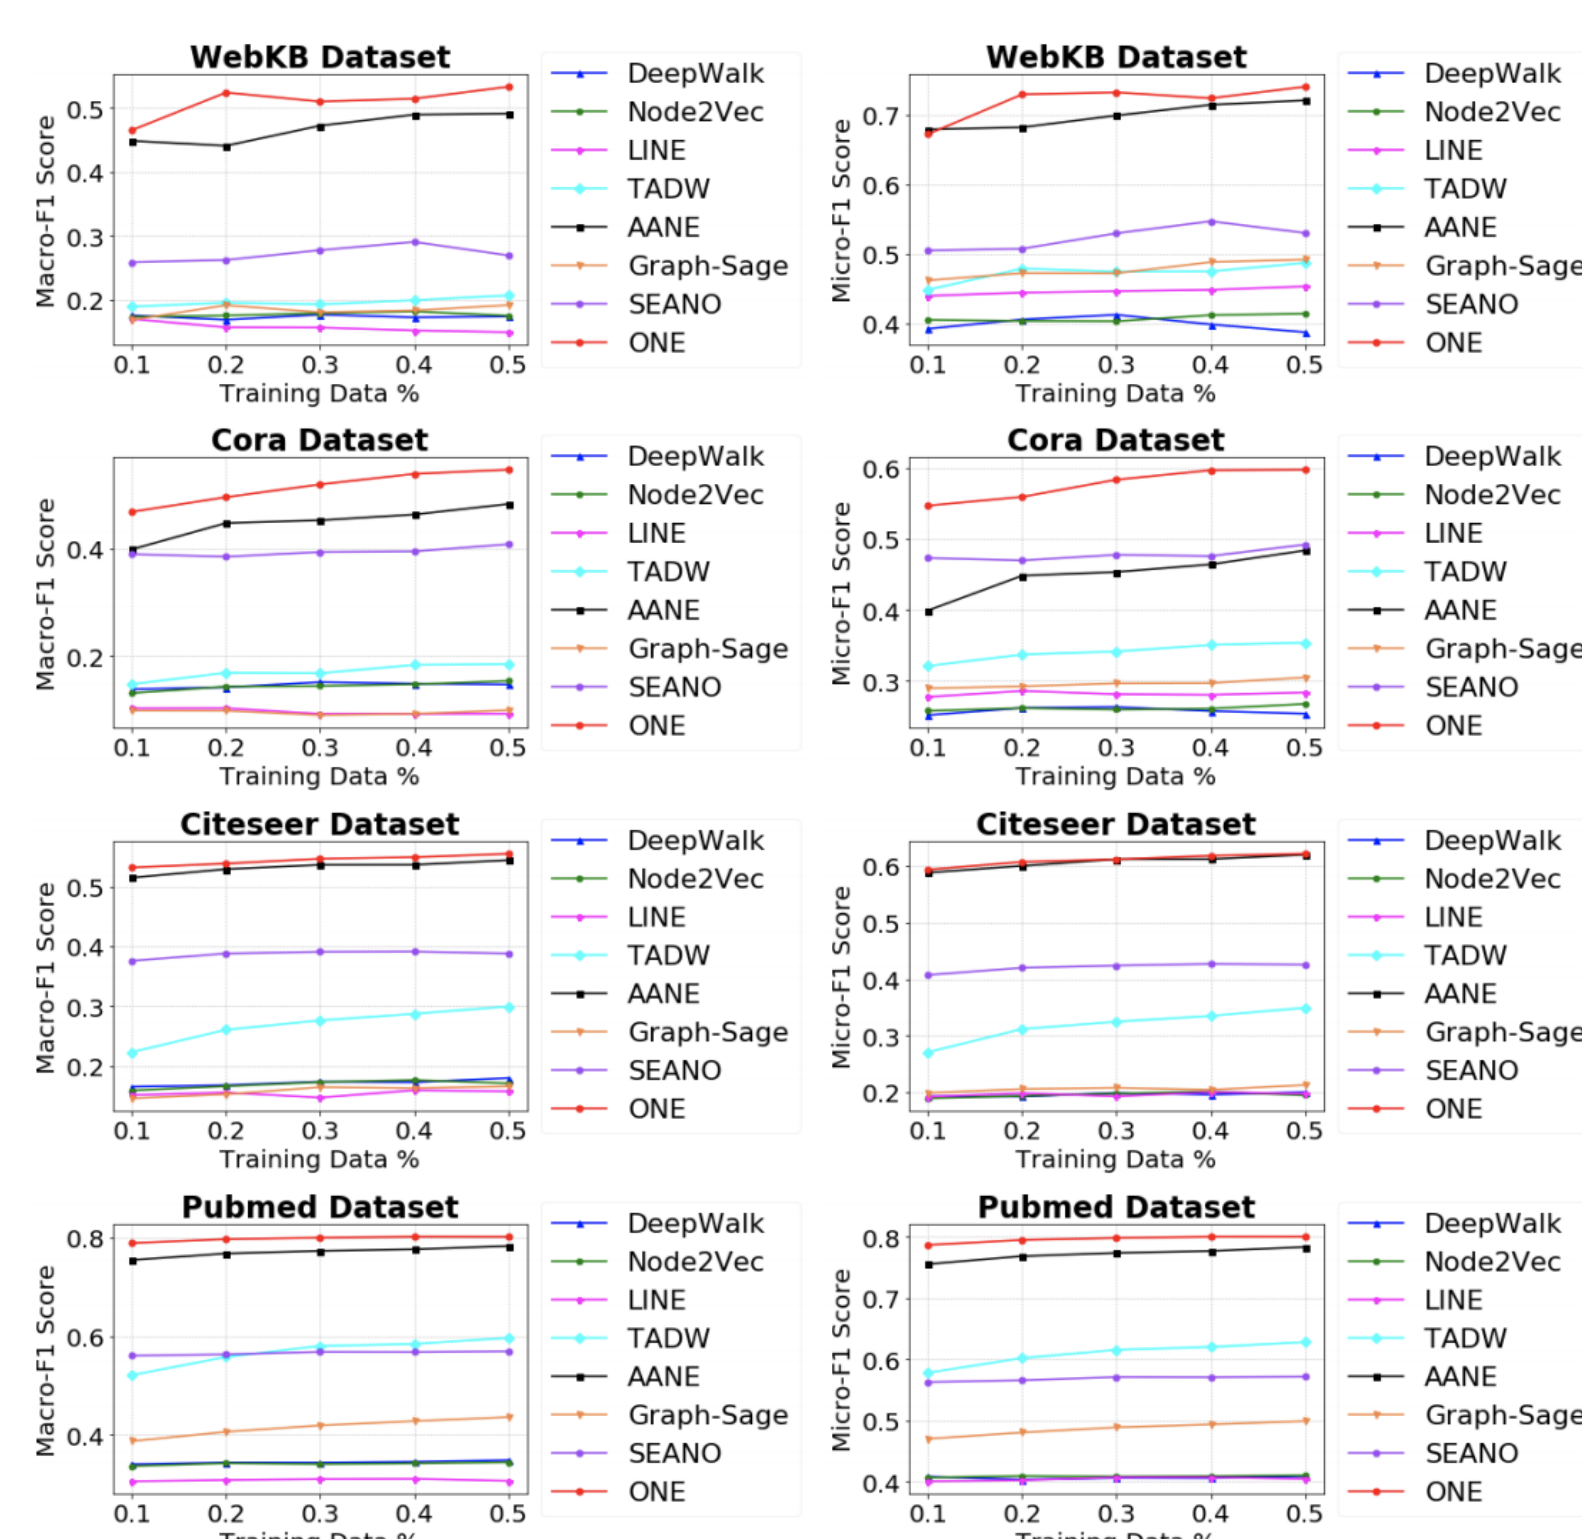 WebKB Dataset
Macro-F1 Score
0.5
0.4
0.3
0.2
0.1 0.2 0.3 0.4 0.5
Training Data %
DeepWalk
Node2Vec
LINE
TADW
AANE
Graph-Sage
SEANO
ONE
WebKB Dataset
Micro-F1 Score
0.7
0.6
0.5
0.4
0.1 0.2 0.3 0.4 0.5
Training Data %
DeepWalk
Node2Vec
LINE
TADW
AANE
Graph-Sage
SEANO
ONE
Cora Dataset
Macro-F1 Score
0.4
0.2
0.1 0.2 0.3 0.4 0.5
Training Data %
DeepWalk
Node2Vec
LINE
TADW
AANE
Graph-Sage
SEANO
ONE
Cora Dataset
Micro-F1 Score
0.6
0.5
0.4
0.3
0.1 0.2 0.3 0.4 0.5
Training Data %
DeepWalk
Node2Vec
LINE
TADW
AANE
Graph-Sage
SEANO
ONE
Citeseer Dataset
Macro-F1 Score
0.5
0.4
0.3
0.2
0.1 0.2 0.3 0.4 0.5
Training Data %
DeepWalk
Node2Vec
LINE
TADW
AANE
Graph-Sage
SEANO
ONE
Citeseer Dataset
Micro-F1 Score
0.6
0.5
0.4
0.3
0.2
0.1 0.2 0.3 0.4 0.5
Training Data %
DeepWalk
Node2Vec
LINE
TADW
AANE
Graph-Sage
SEANO
ONE
Pubmed Dataset
Macro-F1 Score
0.8
0.6
0.4
0.1 0.2 0.3 0.4 0.5
Training Data %
DeepWalk
Node2Vec
LINE
TADW
AANE
Graph-Sage
SEANO
ONE
Pubmed Dataset
Micro-F1 Score
0.8
0.7
0.6
0.5
0.4
0.1 0.2 0.3 0.4 0.5
Training Data %
DeepWalk
Node2Vec
LINE
TADW
AANE
Graph-Sage
SEANO
ONE